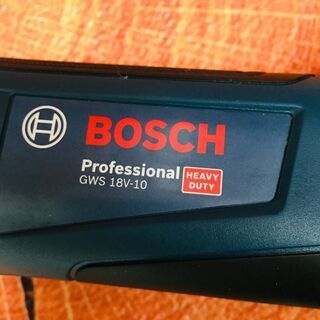 BOSCH
Professional
GWS 18V-10
HEAVY
DUTY